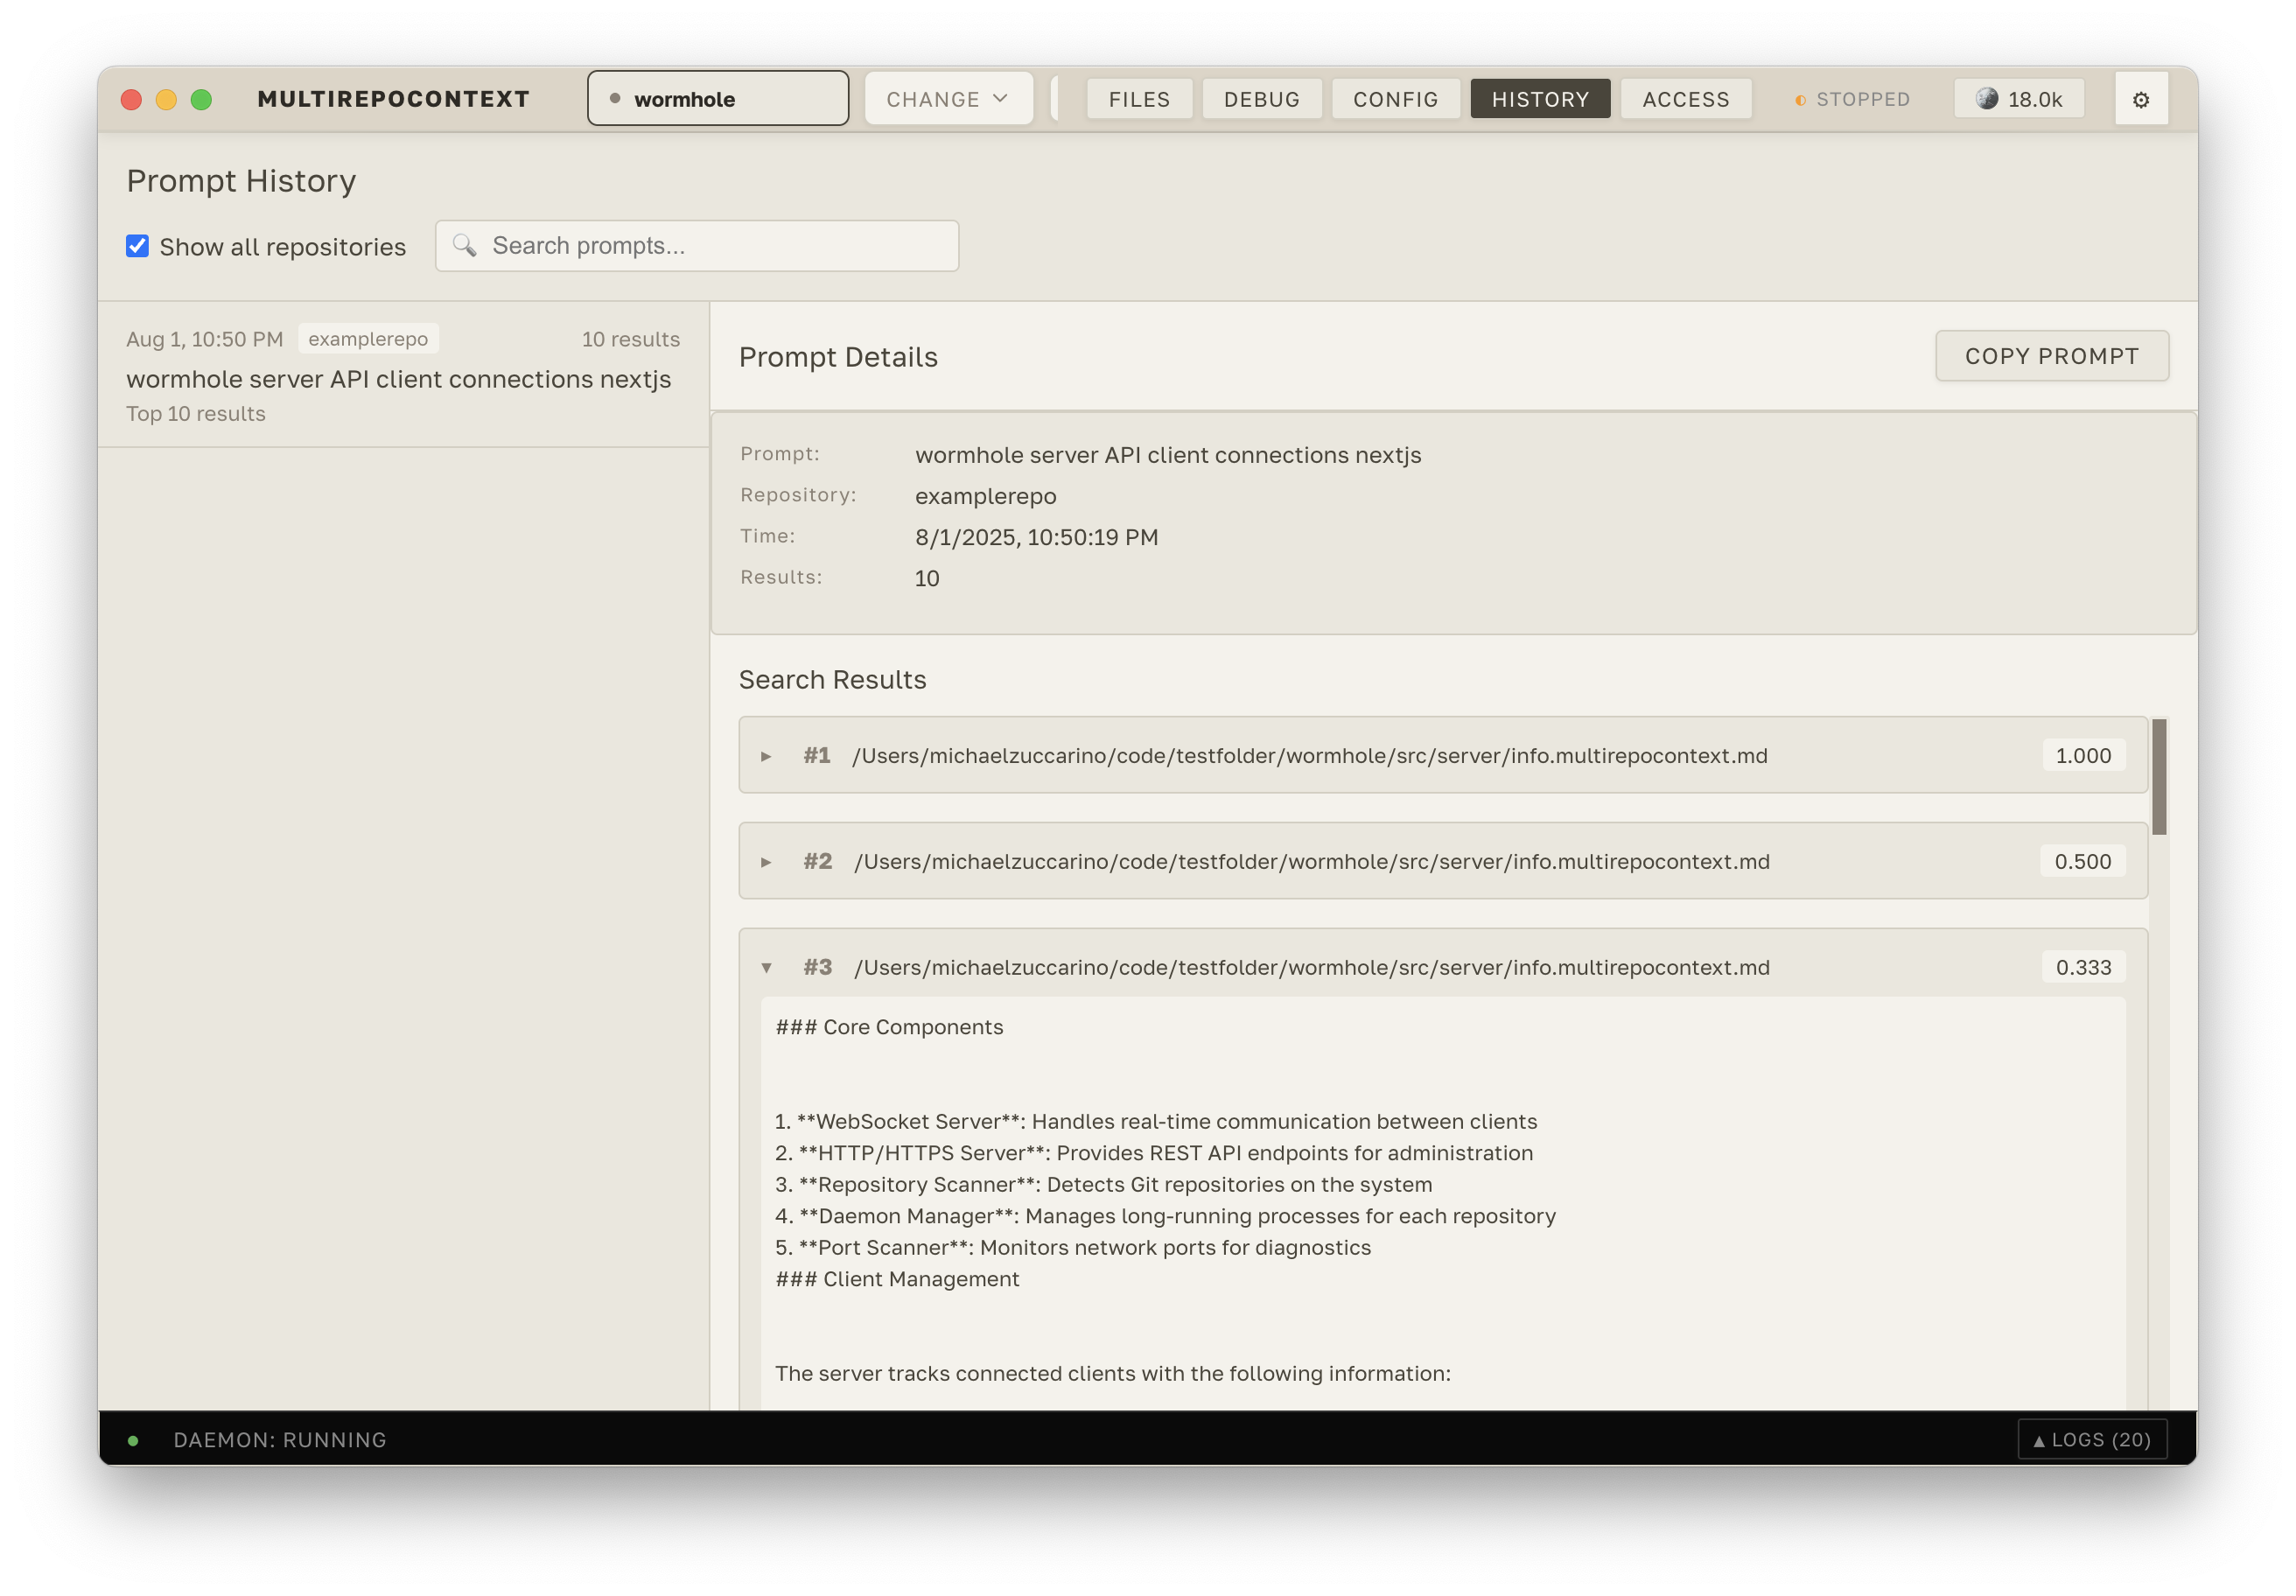 MULTIREPOCONTEXT
wormhole
CHANGE
FILES
DEBUG
CONFIG
HISTORY
ACCESS
STOPPED
18.0k
Prompt History
Show all repositories
Search prompts...
Aug 1, 10:50 PM examplerepo 10 results
wormhole server API client connections nextjs
Top 10 results
Prompt Details
COPY PROMPT
Prompt: wormhole server API client connections nextjs
Repository: examplerepo
Time: 8/1/2025, 10:50:19 PM
Results: 10
Search Results
#1 /Users/michaelzuccarino/code/testfolder/wormhole/src/server/info.multirepocontext.md 1.000
#2 /Users/michaelzuccarino/code/testfolder/wormhole/src/server/info.multirepocontext.md 0.500
#3 /Users/michaelzuccarino/code/testfolder/wormhole/src/server/info.multirepocontext.md 0.333
### Core Components
1. **WebSocket Server**: Handles real-time communication between clients
2. **HTTP/HTTPS Server**: Provides REST API endpoints for administration
3. **Repository Scanner**: Detects Git repositories on the system
4. **Daemon Manager**: Manages long-running processes for each repository
5. **Port Scanner**: Monitors network ports for diagnostics
### Client Management
The server tracks connected clients with the following information:
DAEMON: RUNNING
▲ LOGS (20)